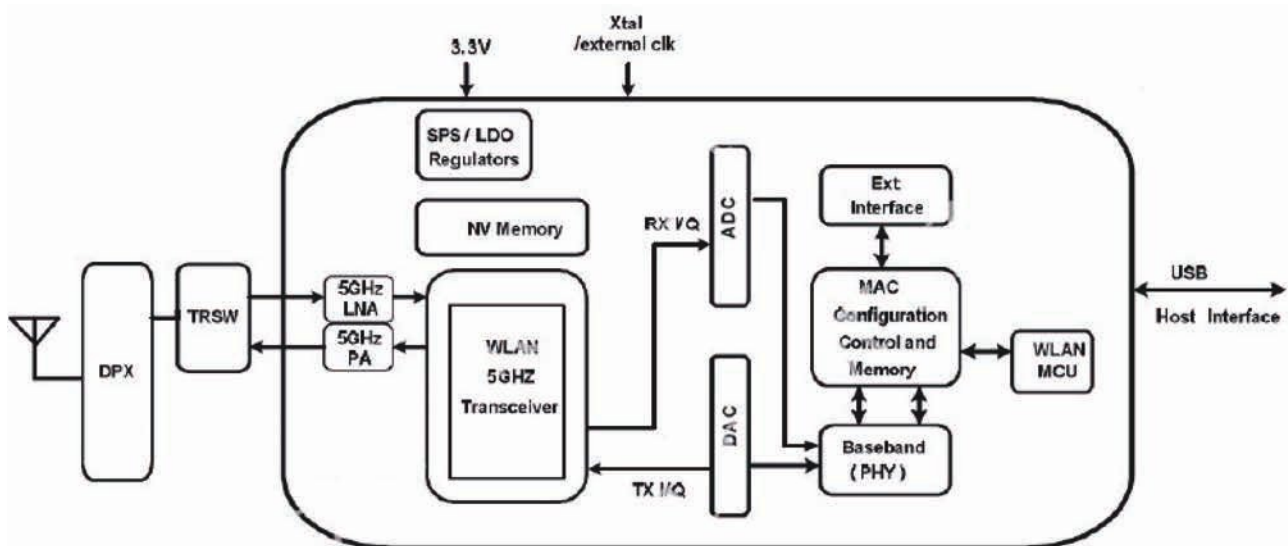 Xtal
/external clk
3.3V
SPS / LDO
Regulators
NV Memory
RX I/Q
ADC
Ext
Interface
DPX
TRSW
5GHz
LNA
5GHz
PA
WLAN
5GHZ
Transceiver
MAC
Configuration
Control and
Memory
WLAN
MCU
USB
Host Interface
DAC
TX I/Q
Baseband
(PHY)